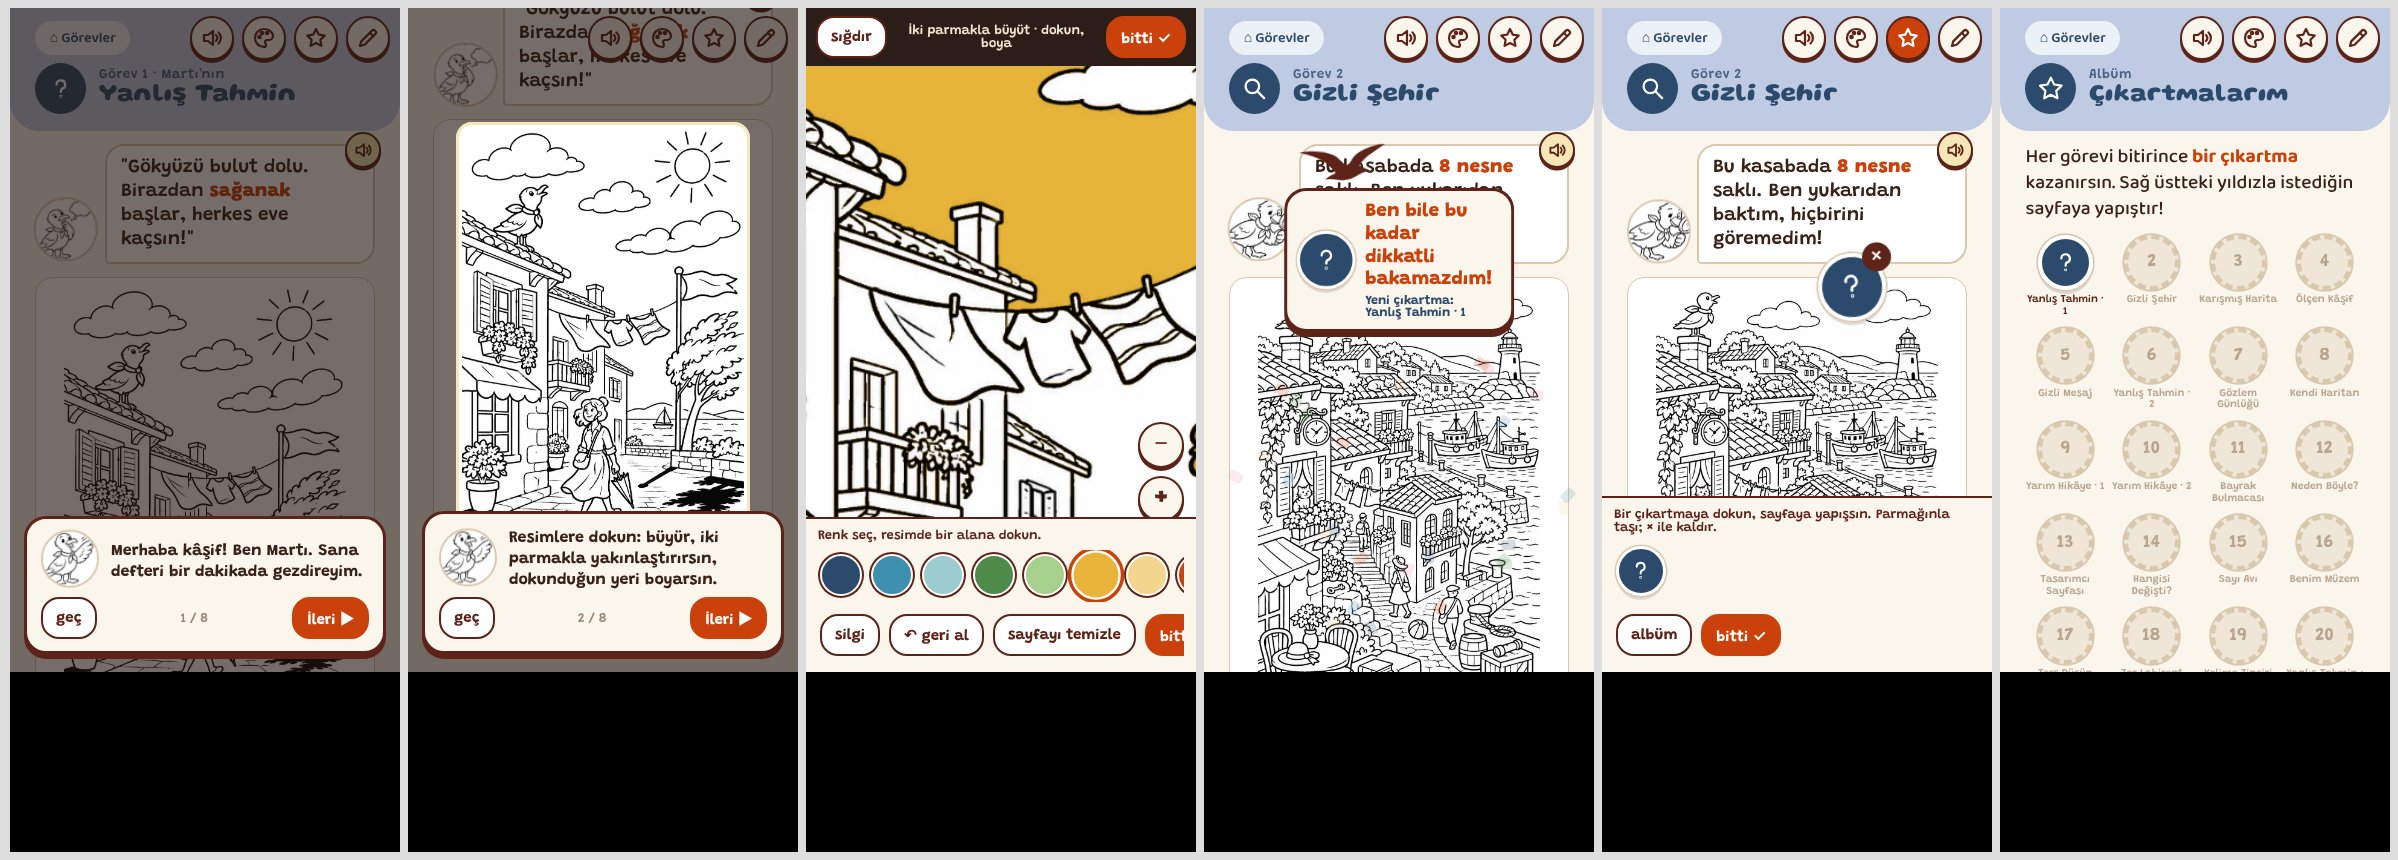 ⌂ Görevler
Görev 1 · Martı'nın
Yanlış Tahmin
"Gökyüzü bulut dolu.
Birazdan sağanak
başlar, herkes eve
kaçsın!"
Merhaba kâşif! Ben Martı. Sana
defteri bir dakikada gezdireyim.
geç
1 / 8
İleri ▶
başlar,
kaçsın!"
Resimlere dokun: büyür, iki
parmakla yakınlaştırırsın,
dokunduğun yeri boyarsın.
geç
2 / 8
İleri ▶
sığdır
İki parmakla büyüt · dokun,
boya
bitti ✓
−
+
Renk seç, resimde bir alana dokun.
silgi
↶ geri al
sayfayı temizle
⌂ Görevler
Görev 2
Gizli Şehir
8 nesne
Ben bile bu
kadar
dikkatli
bakamazdım!
?
Yeni çıkartma:
Yanlış Tahmin · 1
⌂ Görevler
Görev 2
Gizli Şehir
Bu kasabada 8 nesne
saklı. Ben yukarıdan
baktım, hiçbirini
göremedim!
?
×
Bir çıkartmaya dokun, sayfaya yapışsın. Parmağınla
taşı; × ile kaldır.
?
albüm
bitti ✓
⌂ Görevler
Albüm
Çıkartmalarım
Her görevi bitirince bir çıkartma
kazanırsın. Sağ üstteki yıldızla istediğin
sayfaya yapıştır!
? 2 3 4
Yanlış Tahmin · 1 Gizli Şehir Karışmış Harita Ölçen Kâşif
5 6 7 8
Gizli Mesaj Yanlış Tahmin · 2 Gözlem Günlüğü Kendi Haritan
9 10 11 12
Yarım Hikâye · 1 Yarım Hikâye · 2 Bayrak Bulmacası Neden Böyle?
13 14 15 16
Tasarımcı Sayfası Hangisi Değişti? Sayı Avı Benim Müzem
17 18 19 20